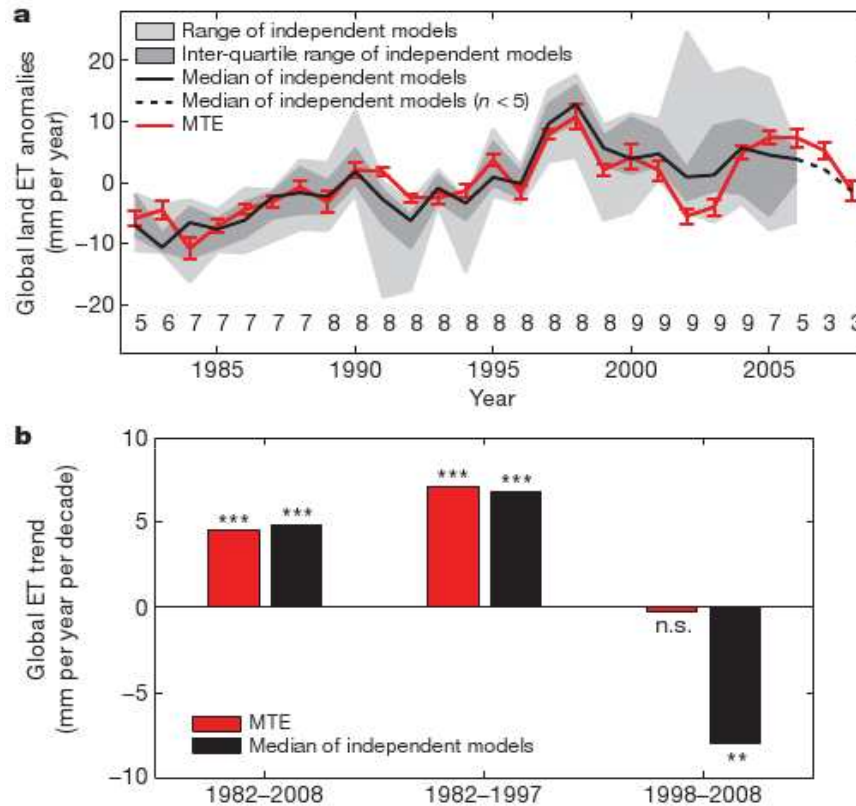 a
Range of independent models
Inter-quartile range of independent models
Median of independent models
Median of independent models (n < 5)
MTE
Global land ET anomalies
(mm per year)
20
10
0
−10
−20
5 6 7 7 7 7 7 8 8 8 8 8 8 8 8 8 8 8 9 9 9 9 9 7 5 3 3
1985 1990 1995 2000 2005
Year
b
Global ET trend
(mm per year per decade)
10
5
0
−5
−10
*** ***
*** ***
n.s.
**
MTE
Median of independent models
1982–2008 1982–1997 1998–2008